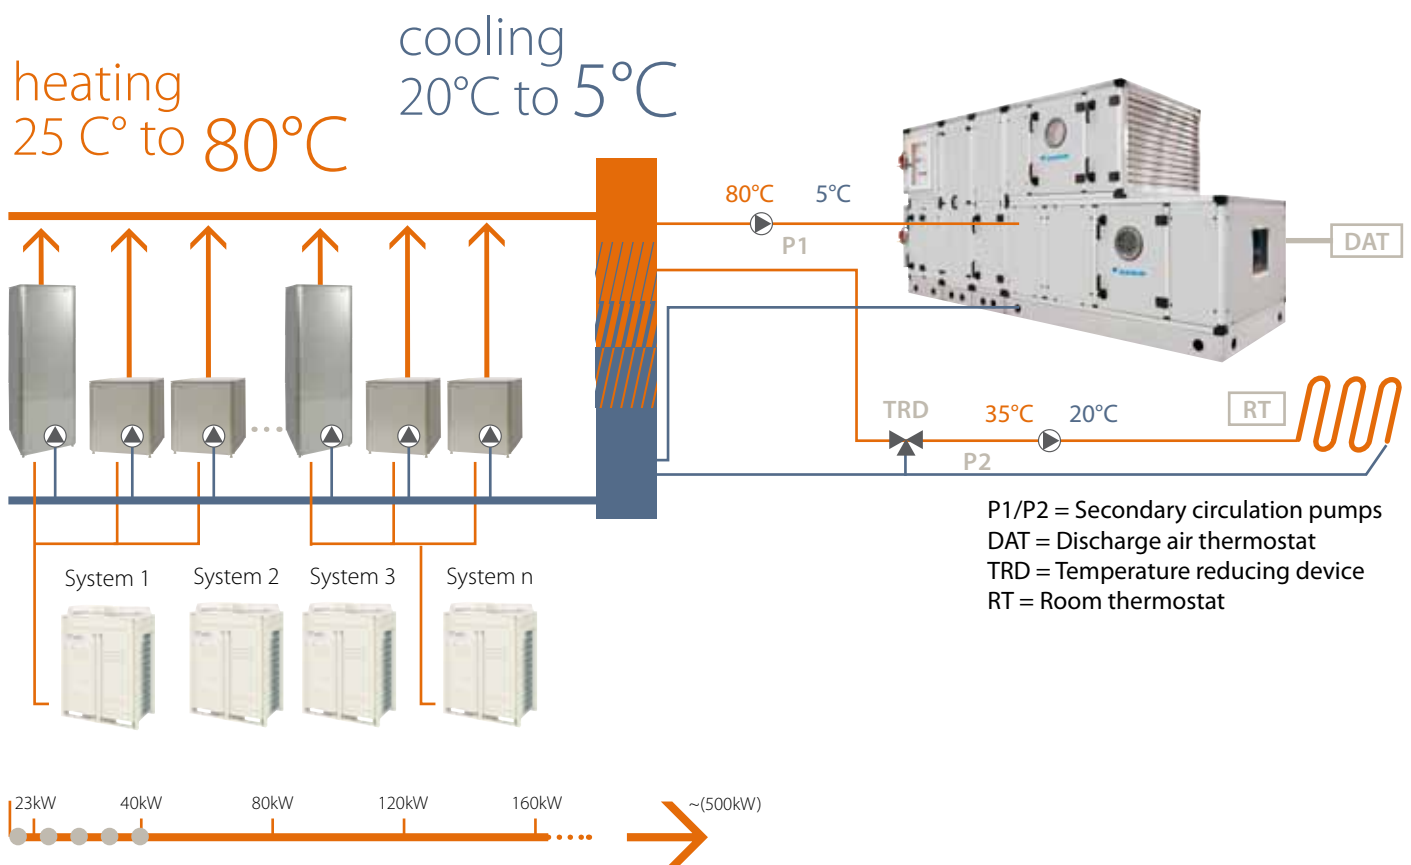 cooling
20°C to 5°C
heating
25 C° to 80°C
80°C
5°C
P1
DAT
TRD
35°C
20°C
RT
P2
P1/P2 = Secondary circulation pumps
DAT = Discharge air thermostat
TRD = Temperature reducing device
RT = Room thermostat
System 1
System 2
System 3
System n
23kW
40kW
80kW
120kW
160kW
~(500kW)